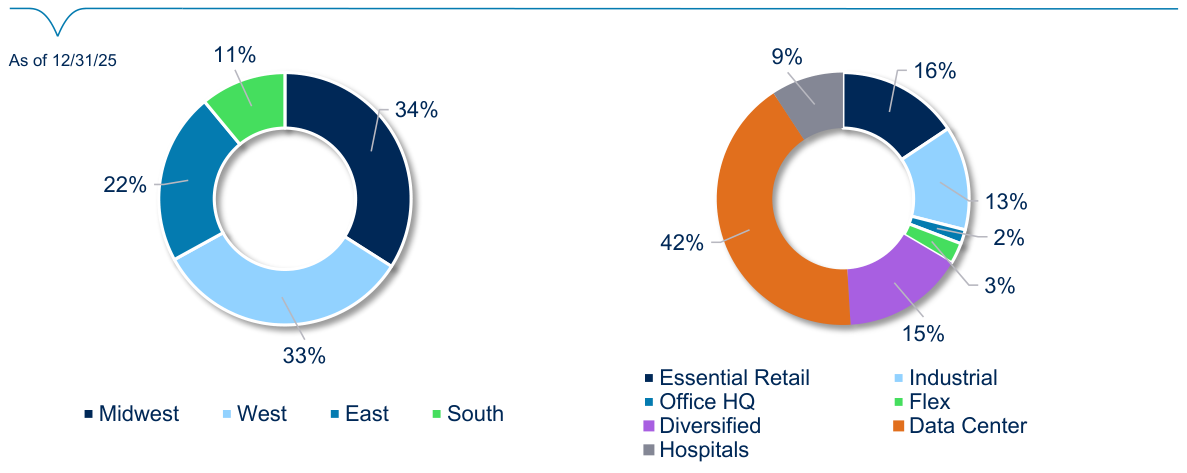 As of 12/31/25
11%
34%
22%
33%
Midwest West East South
9%
16%
13%
2%
3%
15%
42%
Essential Retail Industrial
Office HQ Flex
Diversified Data Center
Hospitals